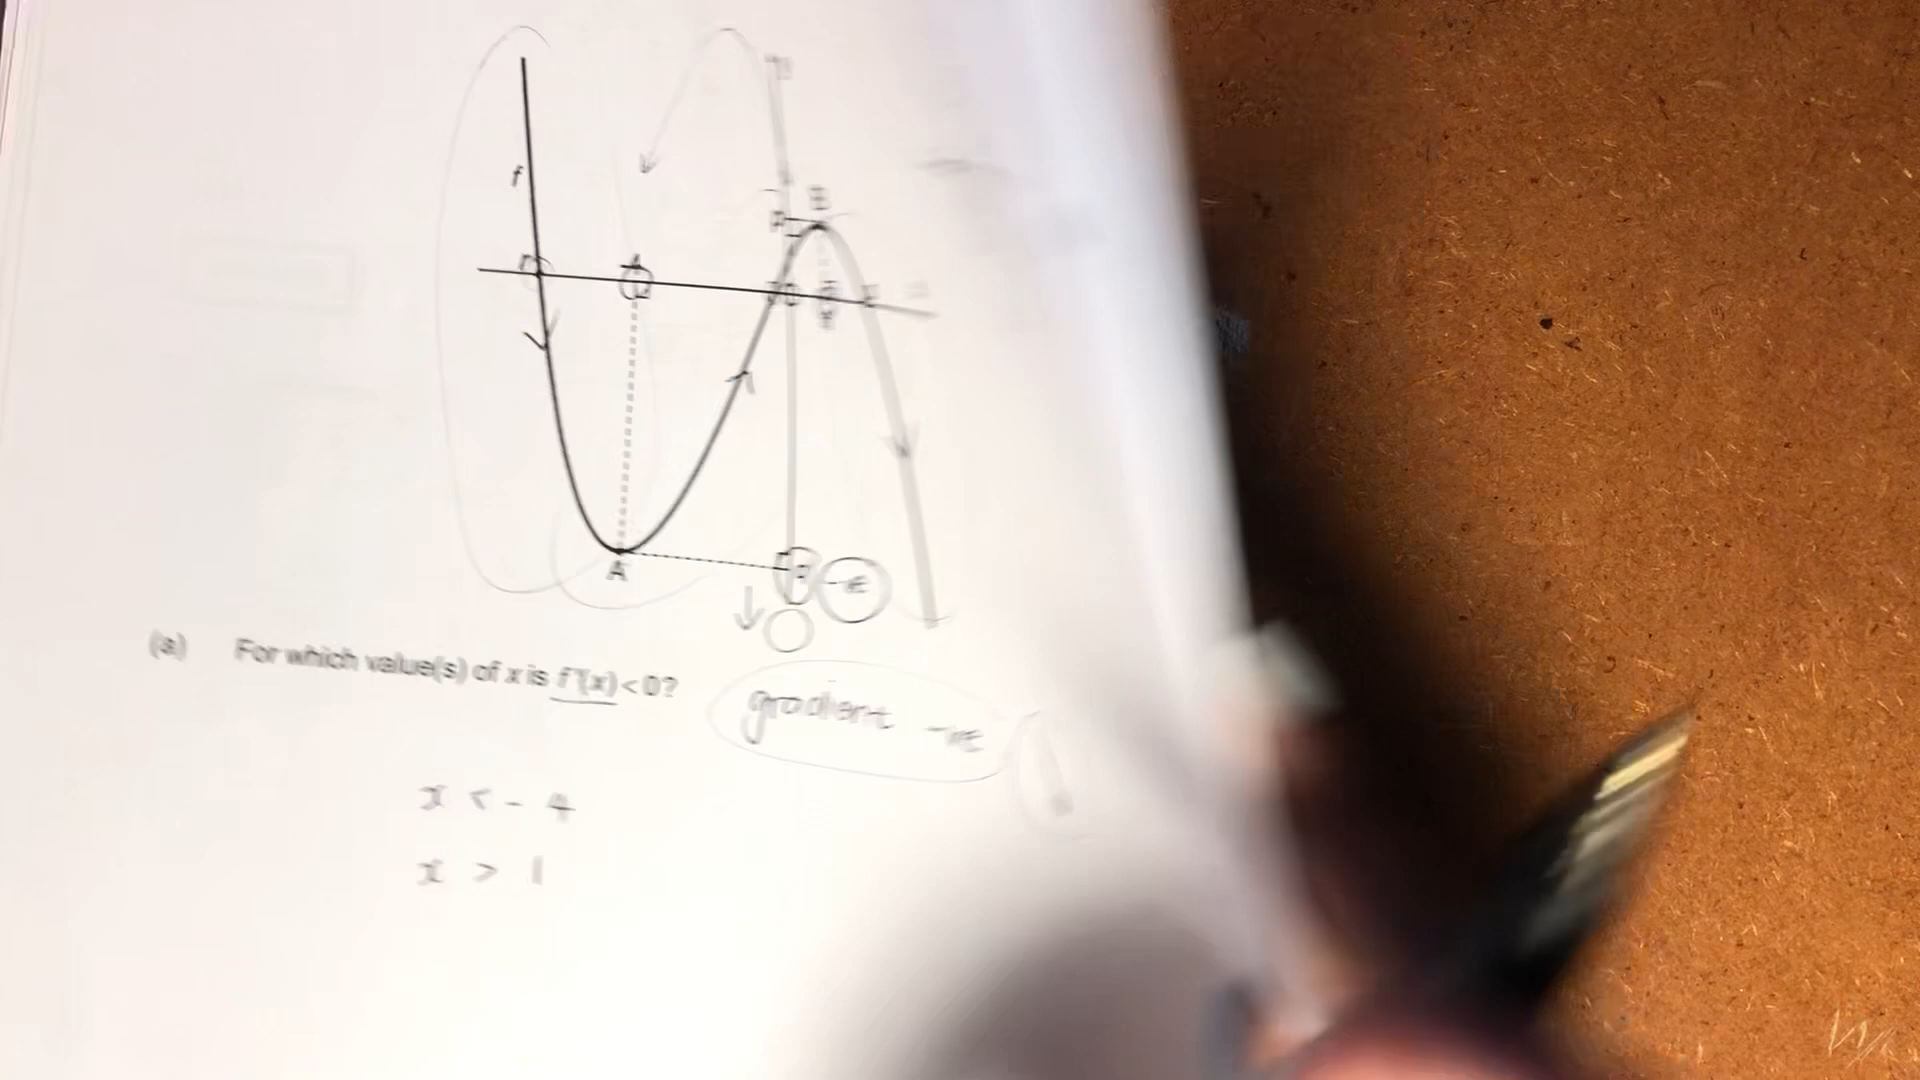 f
B
A
(a) For which value(s) of x is f'(x) < 0?
gradient -ve
x < - 4
x > 1